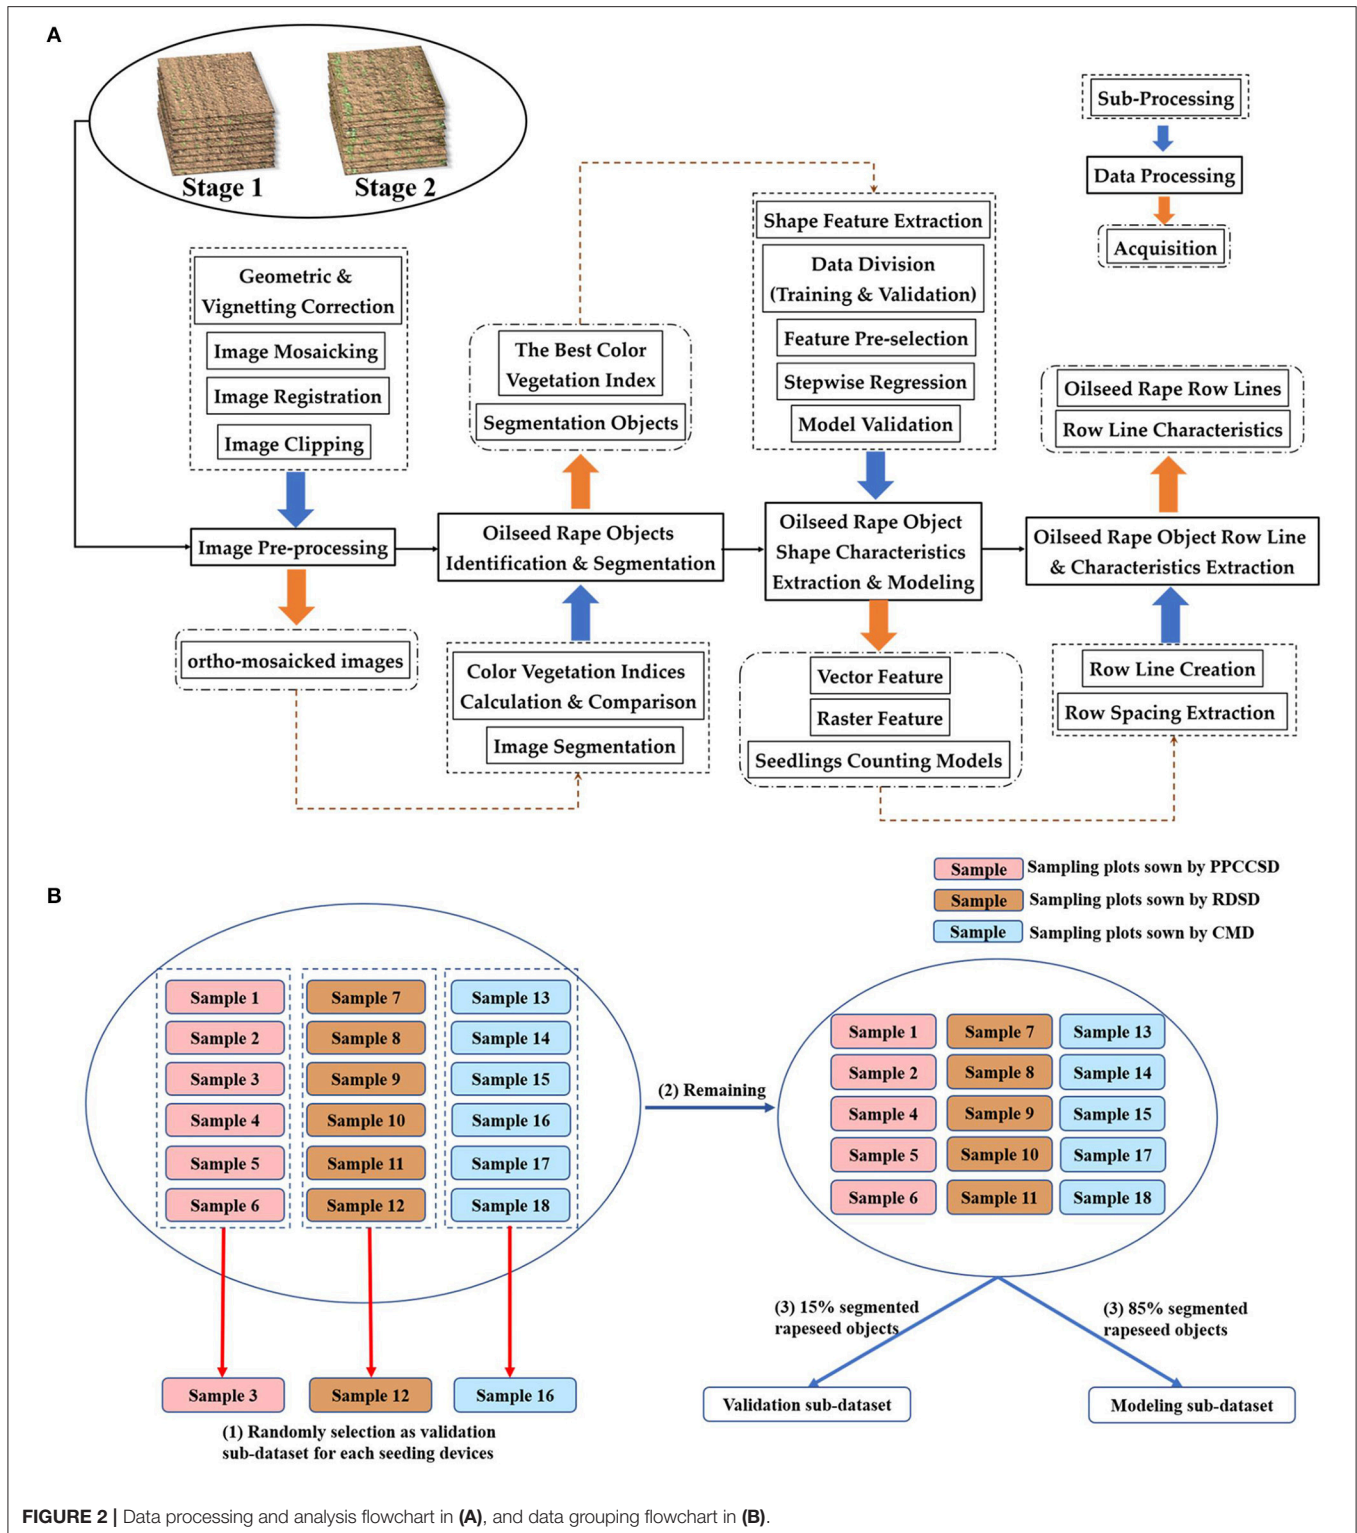 A
Stage 1
Stage 2
Sub-Processing
Data Processing
Acquisition
Geometric &
Vignetting Correction
Image Mosaicking
Image Registration
Image Clipping
The Best Color
Vegetation Index
Segmentation Objects
Shape Feature Extraction
Data Division
(Training & Validation)
Feature Pre-selection
Stepwise Regression
Model Validation
Oilseed Rape Row Lines
Row Line Characteristics
Image Pre-processing
Oilseed Rape Objects
Identification & Segmentation
Oilseed Rape Object
Shape Characteristics
Extraction & Modeling
Oilseed Rape Object Row Line
& Characteristics Extraction
ortho-mosaicked images
Color Vegetation Indices
Calculation & Comparison
Image Segmentation
Vector Feature
Raster Feature
Seedlings Counting Models
Row Line Creation
Row Spacing Extraction
B
Sample Sampling plots sown by PPCCSD
Sample Sampling plots sown by RDSD
Sample Sampling plots sown by CMD
Sample 1 Sample 7 Sample 13
Sample 2 Sample 8 Sample 14
Sample 3 Sample 9 Sample 15
Sample 4 Sample 10 Sample 16
Sample 5 Sample 11 Sample 17
Sample 6 Sample 12 Sample 18
(2) Remaining
Sample 1 Sample 7 Sample 13
Sample 2 Sample 8 Sample 14
Sample 4 Sample 9 Sample 15
Sample 5 Sample 10 Sample 17
Sample 6 Sample 11 Sample 18
(3) 15% segmented
rapeseed objects
(3) 85% segmented
rapeseed objects
Sample 3 Sample 12 Sample 16
(1) Randomly selection as validation
sub-dataset for each seeding devices
Validation sub-dataset
Modeling sub-dataset
FIGURE 2 | Data processing and analysis flowchart in (A), and data grouping flowchart in (B).